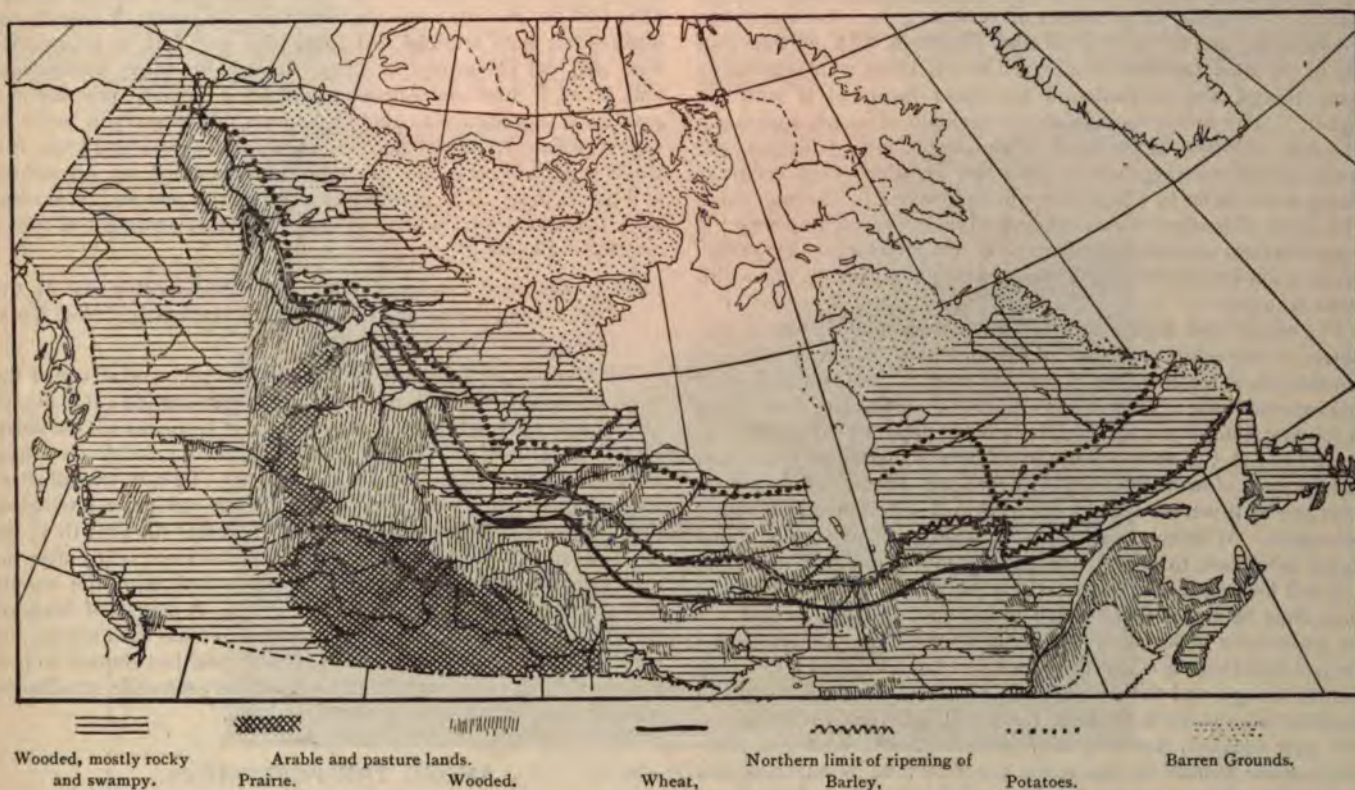 Wooded, mostly rocky
and swampy.
Arable and pasture lands.
Prairie. Wooded.
Northern limit of ripening of
Wheat, Barley, Potatoes.
Barren Grounds.